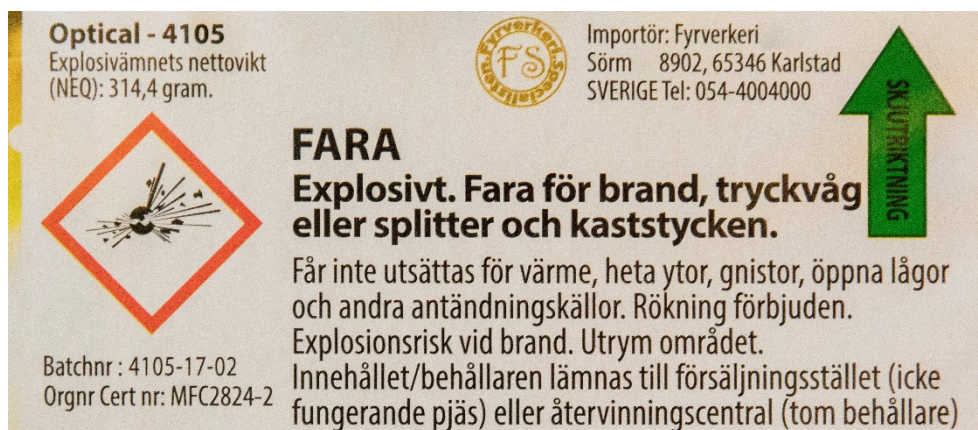 Optical - 4105
Explosivämnets nettovikt
(NEQ): 314,4 gram.
Fyrverkeri.Specialisten
FS
Importör: Fyrverkeri
Sörm 8902, 65346 Karlstad
SVERIGE Tel: 054-4004000
SKJUTRIKTNING
FARA
Explosivt. Fara för brand, tryckvåg
eller splitter och kaststycken.
Får inte utsättas för värme, heta ytor, gnistor, öppna lågor
och andra antändningskällor. Rökning förbjuden.
Explosionsrisk vid brand. Utrym området.
Innehållet/behållaren lämnas till försäljningsstället (icke
fungerande pjäs) eller återvinningscentral (tom behållare)
Batchnr : 4105-17-02
Orgnr Cert nr: MFC2824-2